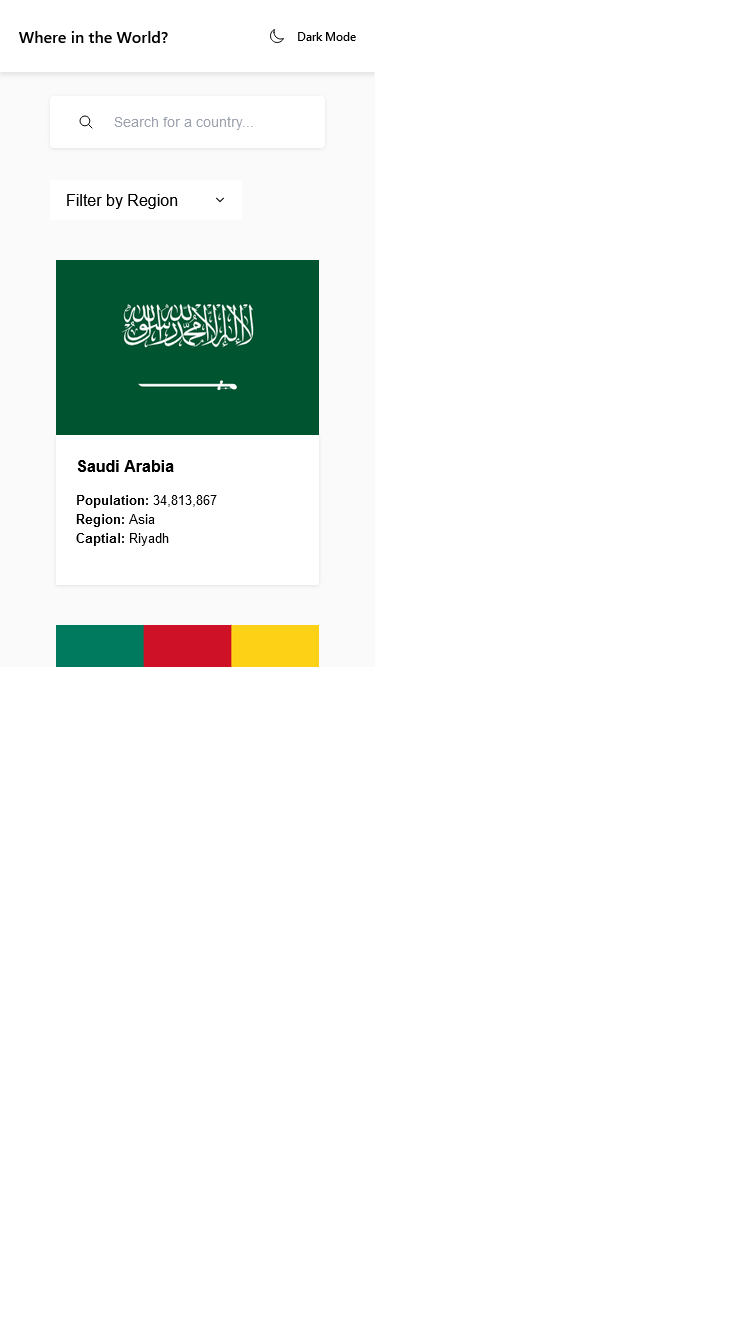 Where in the World?
Dark Mode
Search for a country...
Filter by Region
لا إله إلا الله محمد رسول الله
Saudi Arabia
Population: 34,813,867
Region: Asia
Captial: Riyadh